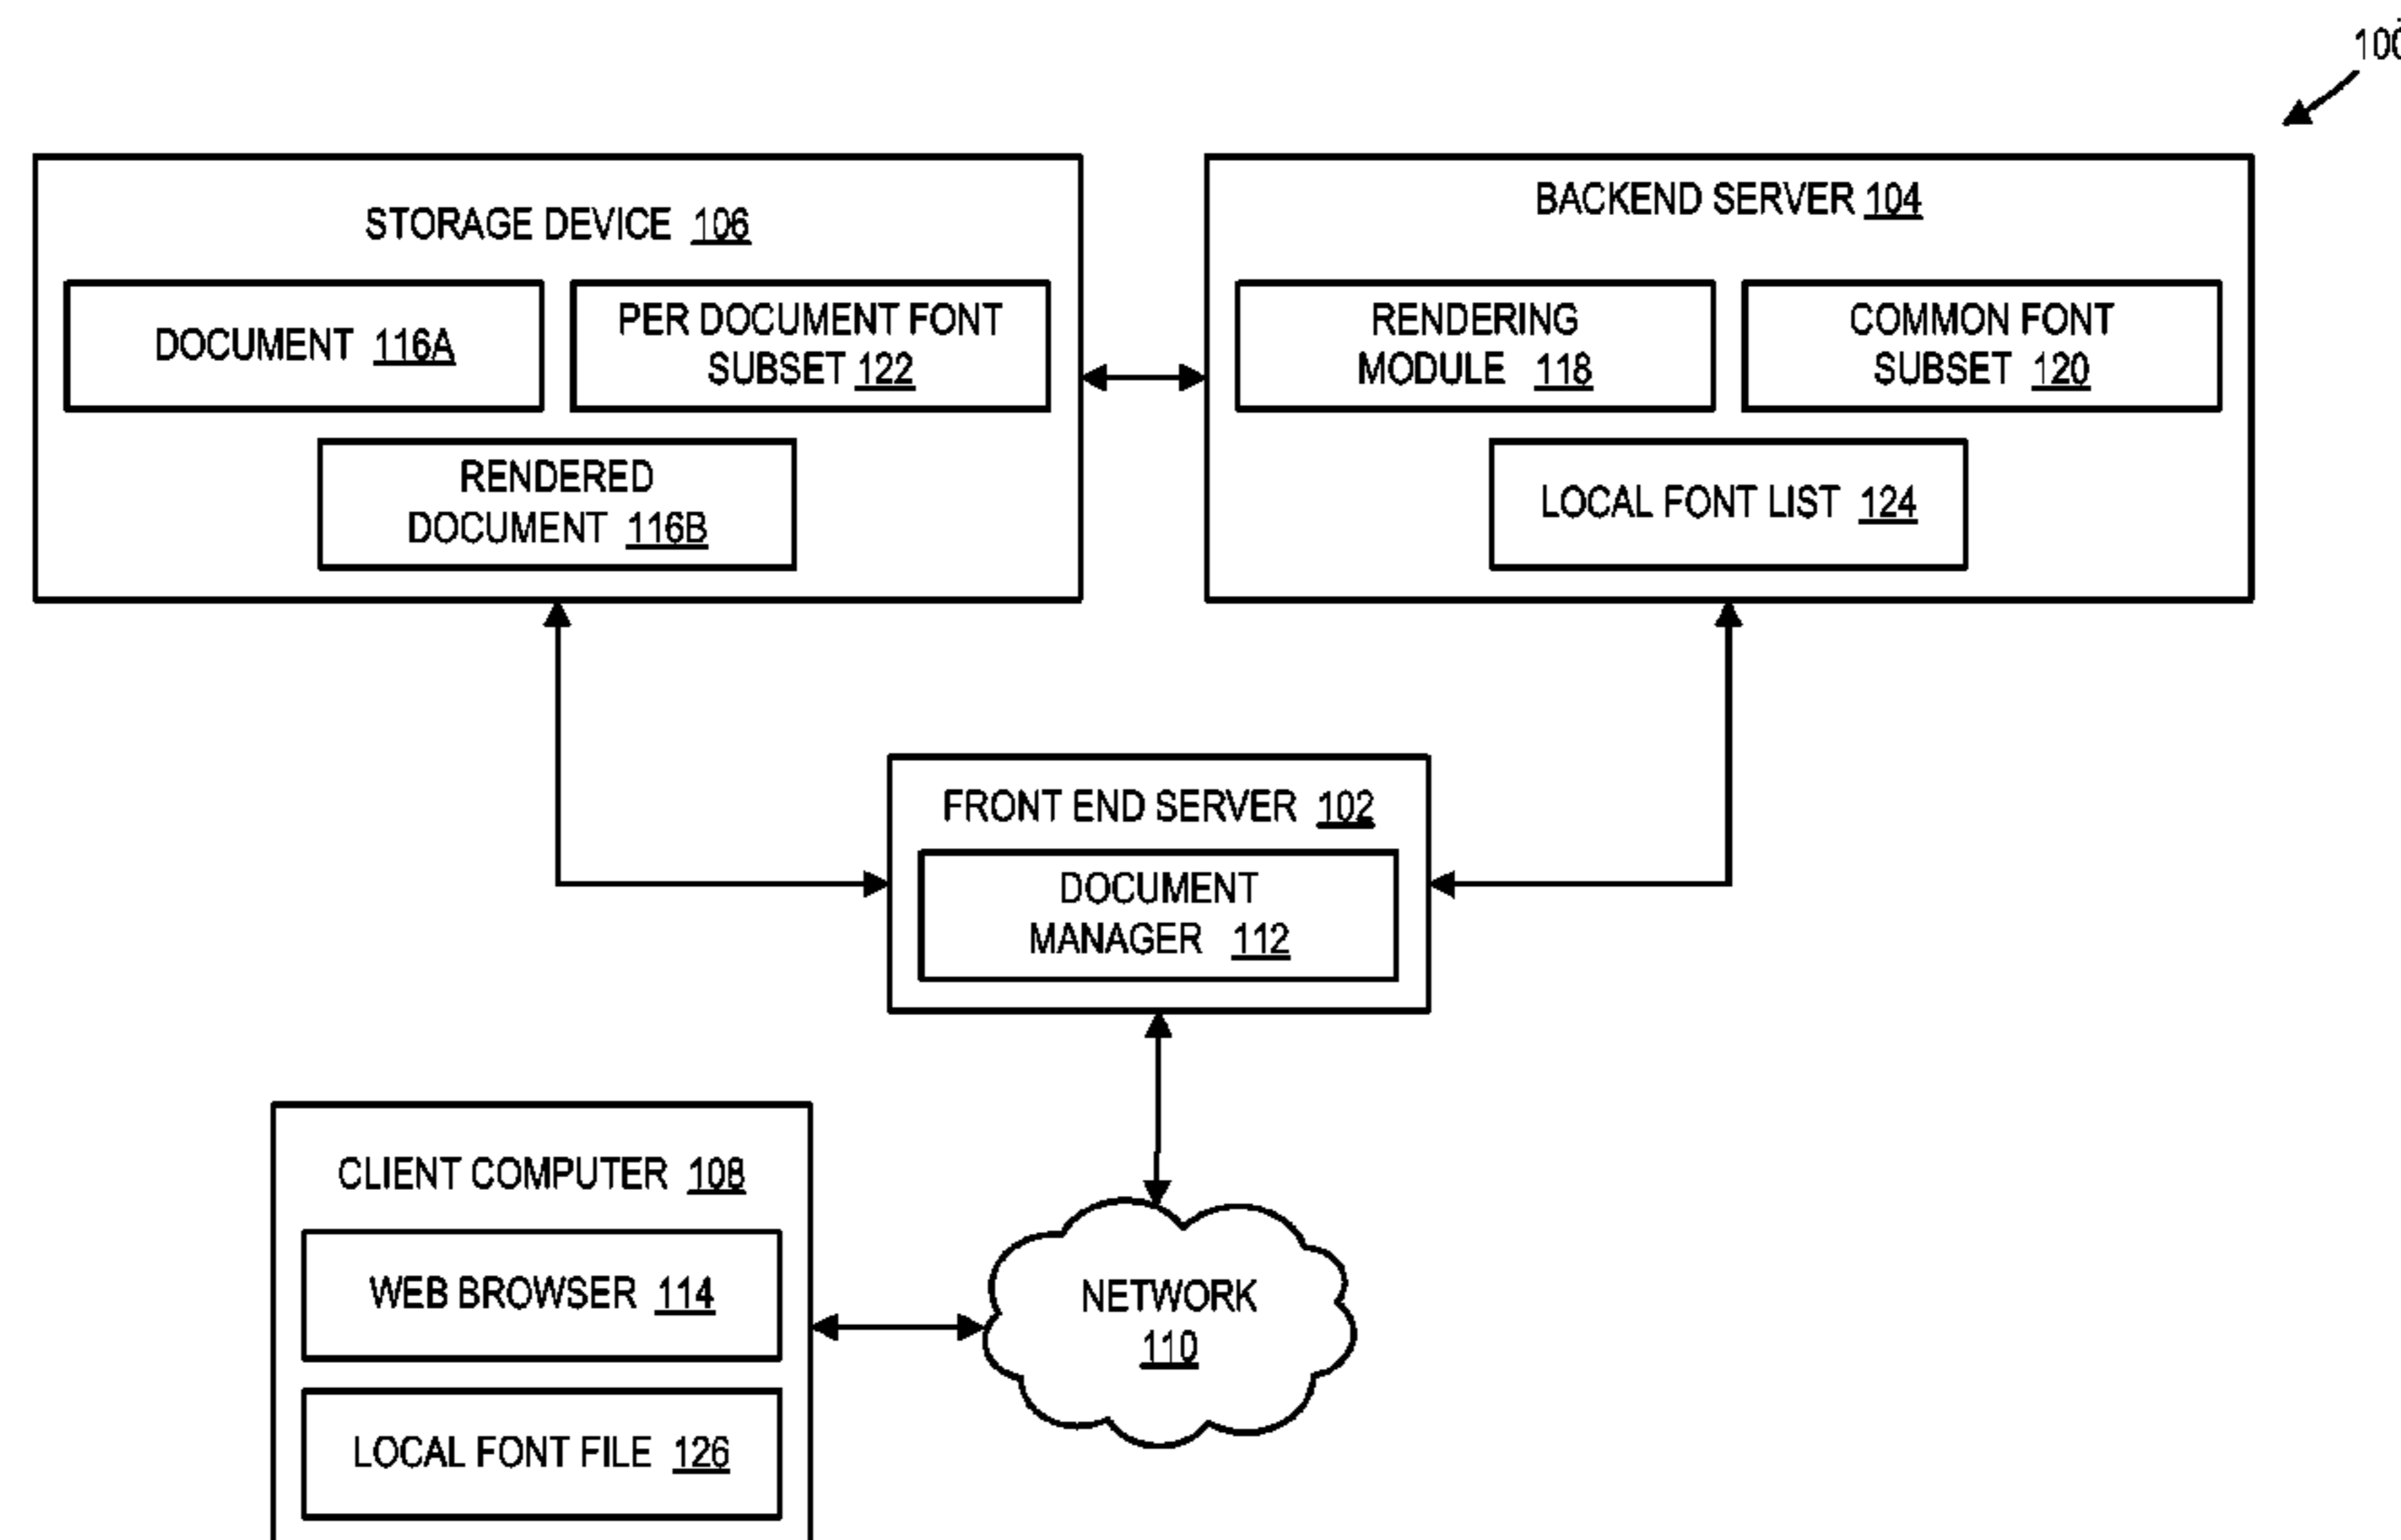 100
STORAGE DEVICE 106
BACKEND SERVER 104
DOCUMENT 116A
PER DOCUMENT FONT
SUBSET 122
RENDERING
MODULE 118
COMMON FONT
SUBSET 120
RENDERED
DOCUMENT 116B
LOCAL FONT LIST 124
FRONT END SERVER 102
DOCUMENT
MANAGER 112
CLIENT COMPUTER 108
WEB BROWSER 114
NETWORK
110
LOCAL FONT FILE 126